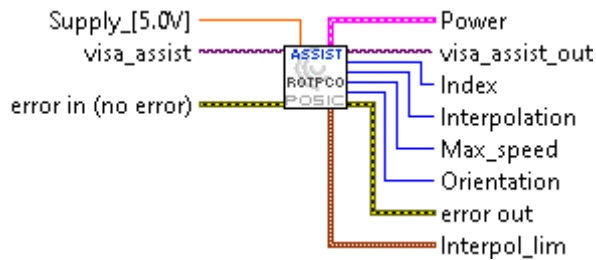 Supply_[5.0V]
visa_assist
error in (no error)
ASSIST
ROTPCO
POSIC
Power
visa_assist_out
Index
Interpolation
Max_speed
Orientation
error out
Interpol_lim